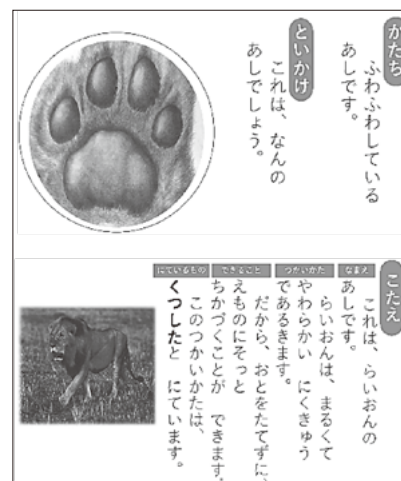 かたち
ふわふわしている
あしです。
といかけ
これは、なんの
あしでしょう。
こたえ
なまえ
これは、らいおんの
あしです。
つかいかた
らいおんは、まるくて
やわらかい にくきゅう
であるきます。
できること
だから、おとをたてずに、
えものにそっと
ちかづくことが できます。
にているもの
このつかいかたは、
くつしたと にています。